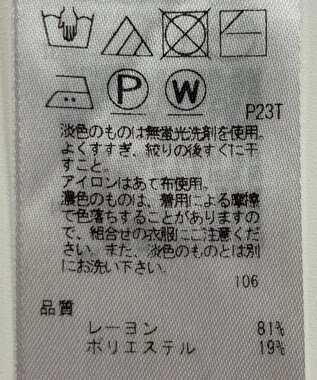 P W
P23T
淡色のものは無蛍光洗剤を使用。
よくすすぎ、絞りの後すぐに干
すこと。
アイロンはあて布使用。
濃色のものは、着用による摩擦
で色落ちすることがありますの
で、組合せの衣服にご注意くだ
さい。また、淡色のものとは別
にお洗い下さい。
106
品質
レーヨン 81%
ポリエステル 19%